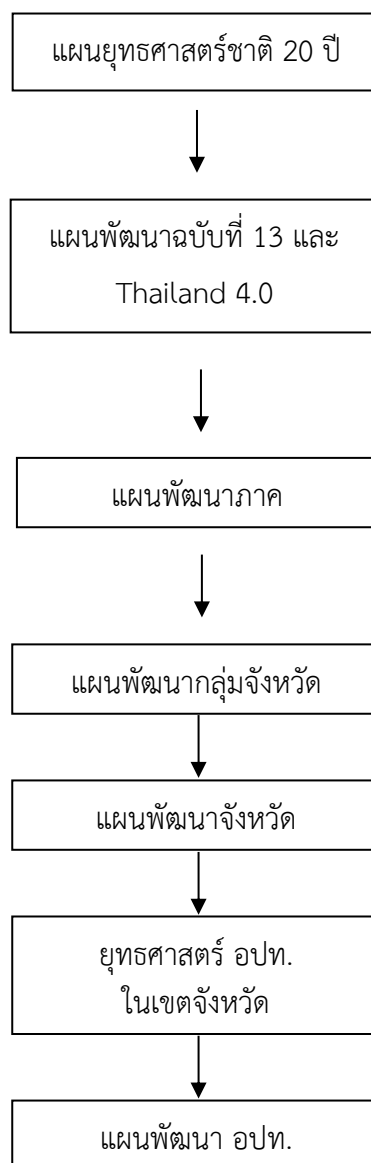 แผนยุทธศาสตร์ชาติ 20 ปี
แผนพัฒนาฉบับที่ 13 และ
Thailand 4.0
แผนพัฒนาภาค
แผนพัฒนากลุ่มจังหวัด
แผนพัฒนาจังหวัด
ยุทธศาสตร์ อปท.
ในเขตจังหวัด
แผนพัฒนา อปท.